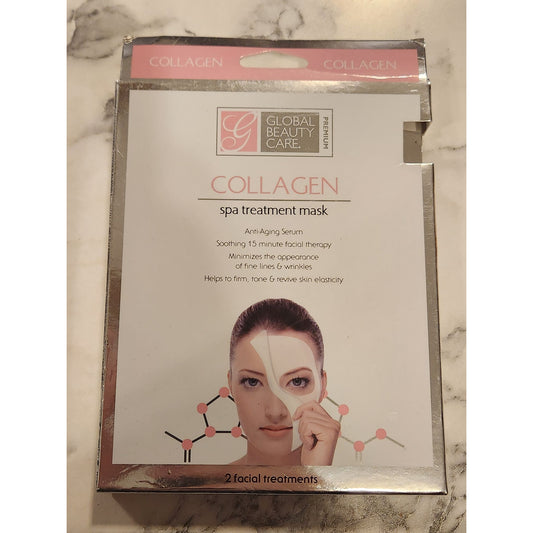 COLLAGEN COLLAGEN
G GLOBAL
BEAUTY
CARE.
PREMIUM
COLLAGEN
spa treatment mask
Anti-Aging Serum
Soothing 15 minute facial therapy
Minimizes the appearance
of fine lines & wrinkles
Helps to firm, tone & revive skin elasticity
2 facial treatments